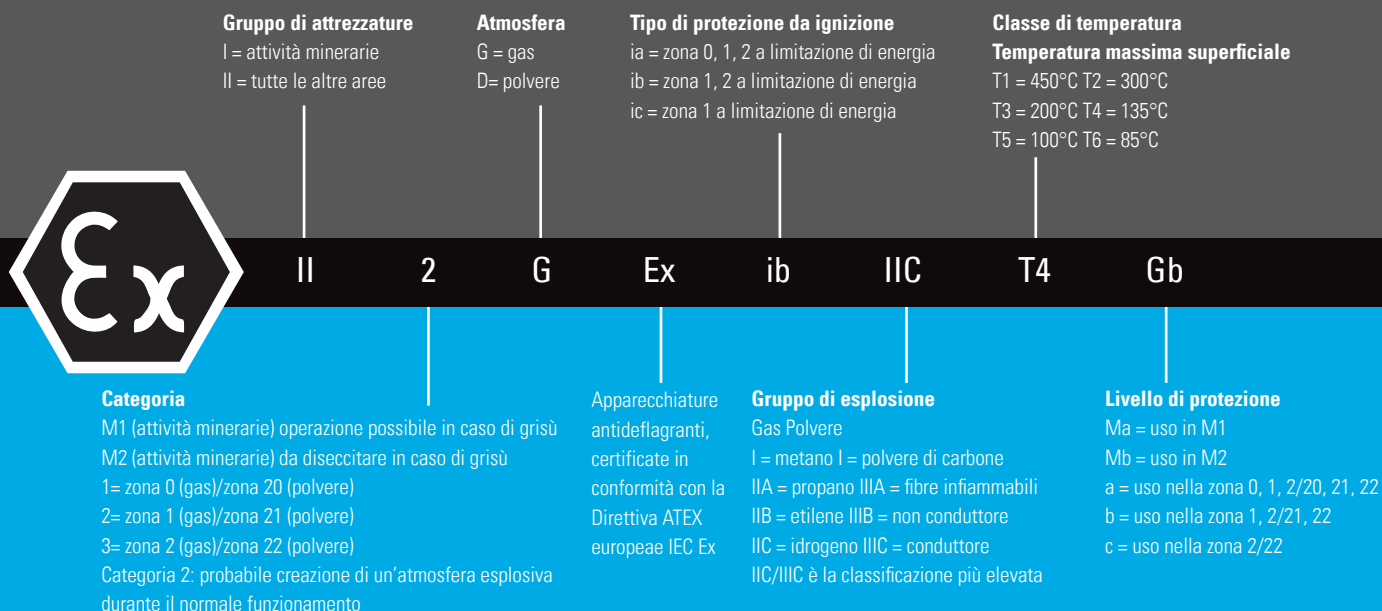 Gruppo di attrezzature
I = attività minerarie
II = tutte le altre aree
Atmosfera
G = gas
D= polvere
Tipo di protezione da ignizione
ia = zona 0, 1, 2 a limitazione di energia
ib = zona 1, 2 a limitazione di energia
ic = zona 1 a limitazione di energia
Classe di temperatura
Temperatura massima superficiale
T1 = 450°C T2 = 300°C
T3 = 200°C T4 = 135°C
T5 = 100°C T6 = 85°C
Ex II 2 G Ex ib IIC T4 Gb
Categoria
M1 (attività minerarie) operazione possibile in caso di grisù
M2 (attività minerarie) da diseccitare in caso di grisù
1= zona 0 (gas)/zona 20 (polvere)
2= zona 1 (gas)/zona 21 (polvere)
3= zona 2 (gas)/zona 22 (polvere)
Categoria 2: probabile creazione di un'atmosfera esplosiva
durante il normale funzionamento
Apparecchiature
antideflagranti,
certificate in
conformità con la
Direttiva ATEX
europeae IEC Ex
Gruppo di esplosione
Gas Polvere
I = metano I = polvere di carbone
IIA = propano IIIA = fibre infiammabili
IIB = etilene IIIB = non conduttore
IIC = idrogeno IIIC = conduttore
IIC/IIIC è la classificazione più elevata
Livello di protezione
Ma = uso in M1
Mb = uso in M2
a = uso nella zona 0, 1, 2/20, 21, 22
b = uso nella zona 1, 2/21, 22
c = uso nella zona 2/22